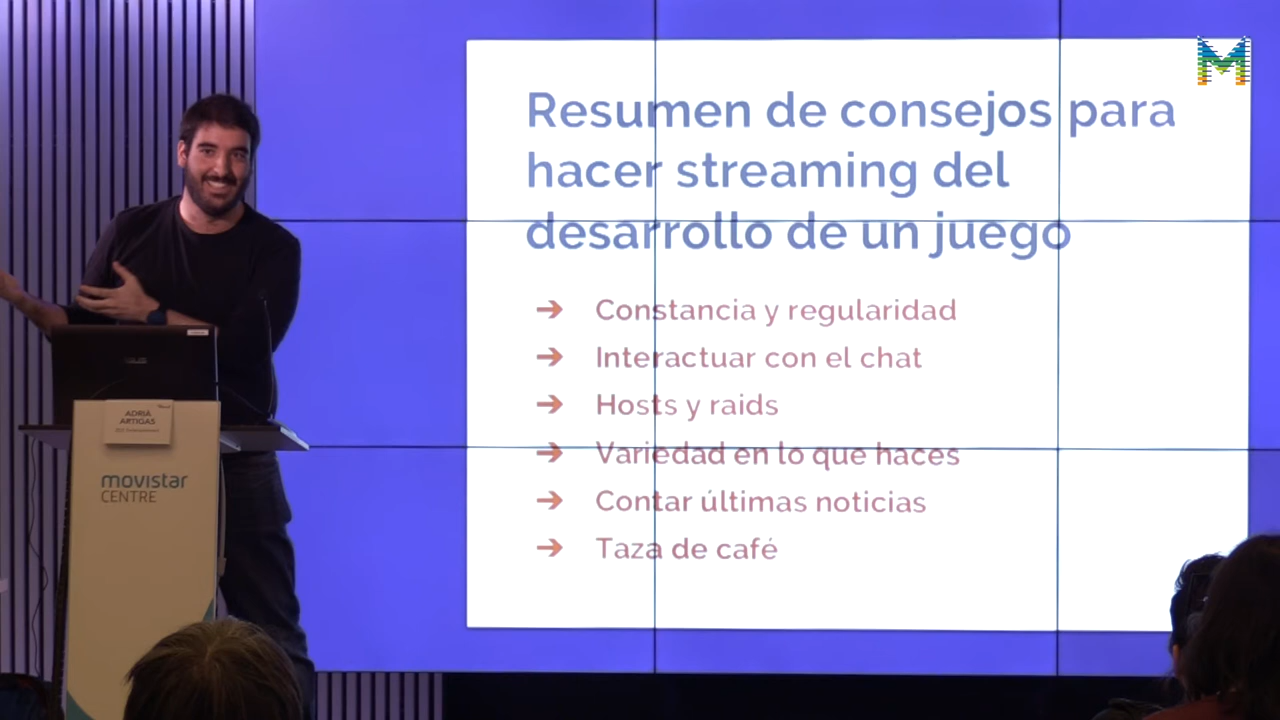 M
Resumen de consejos para
hacer streaming del
desarrollo de un juego
➔ Constancia y regularidad
➔ Interactuar con el chat
➔ Hosts y raids
➔ Variedad en lo que haces
➔ Contar últimas noticias
➔ Taza de café
ASUS
ADRIÀ
ARTIGAS
movistar
CENTRE